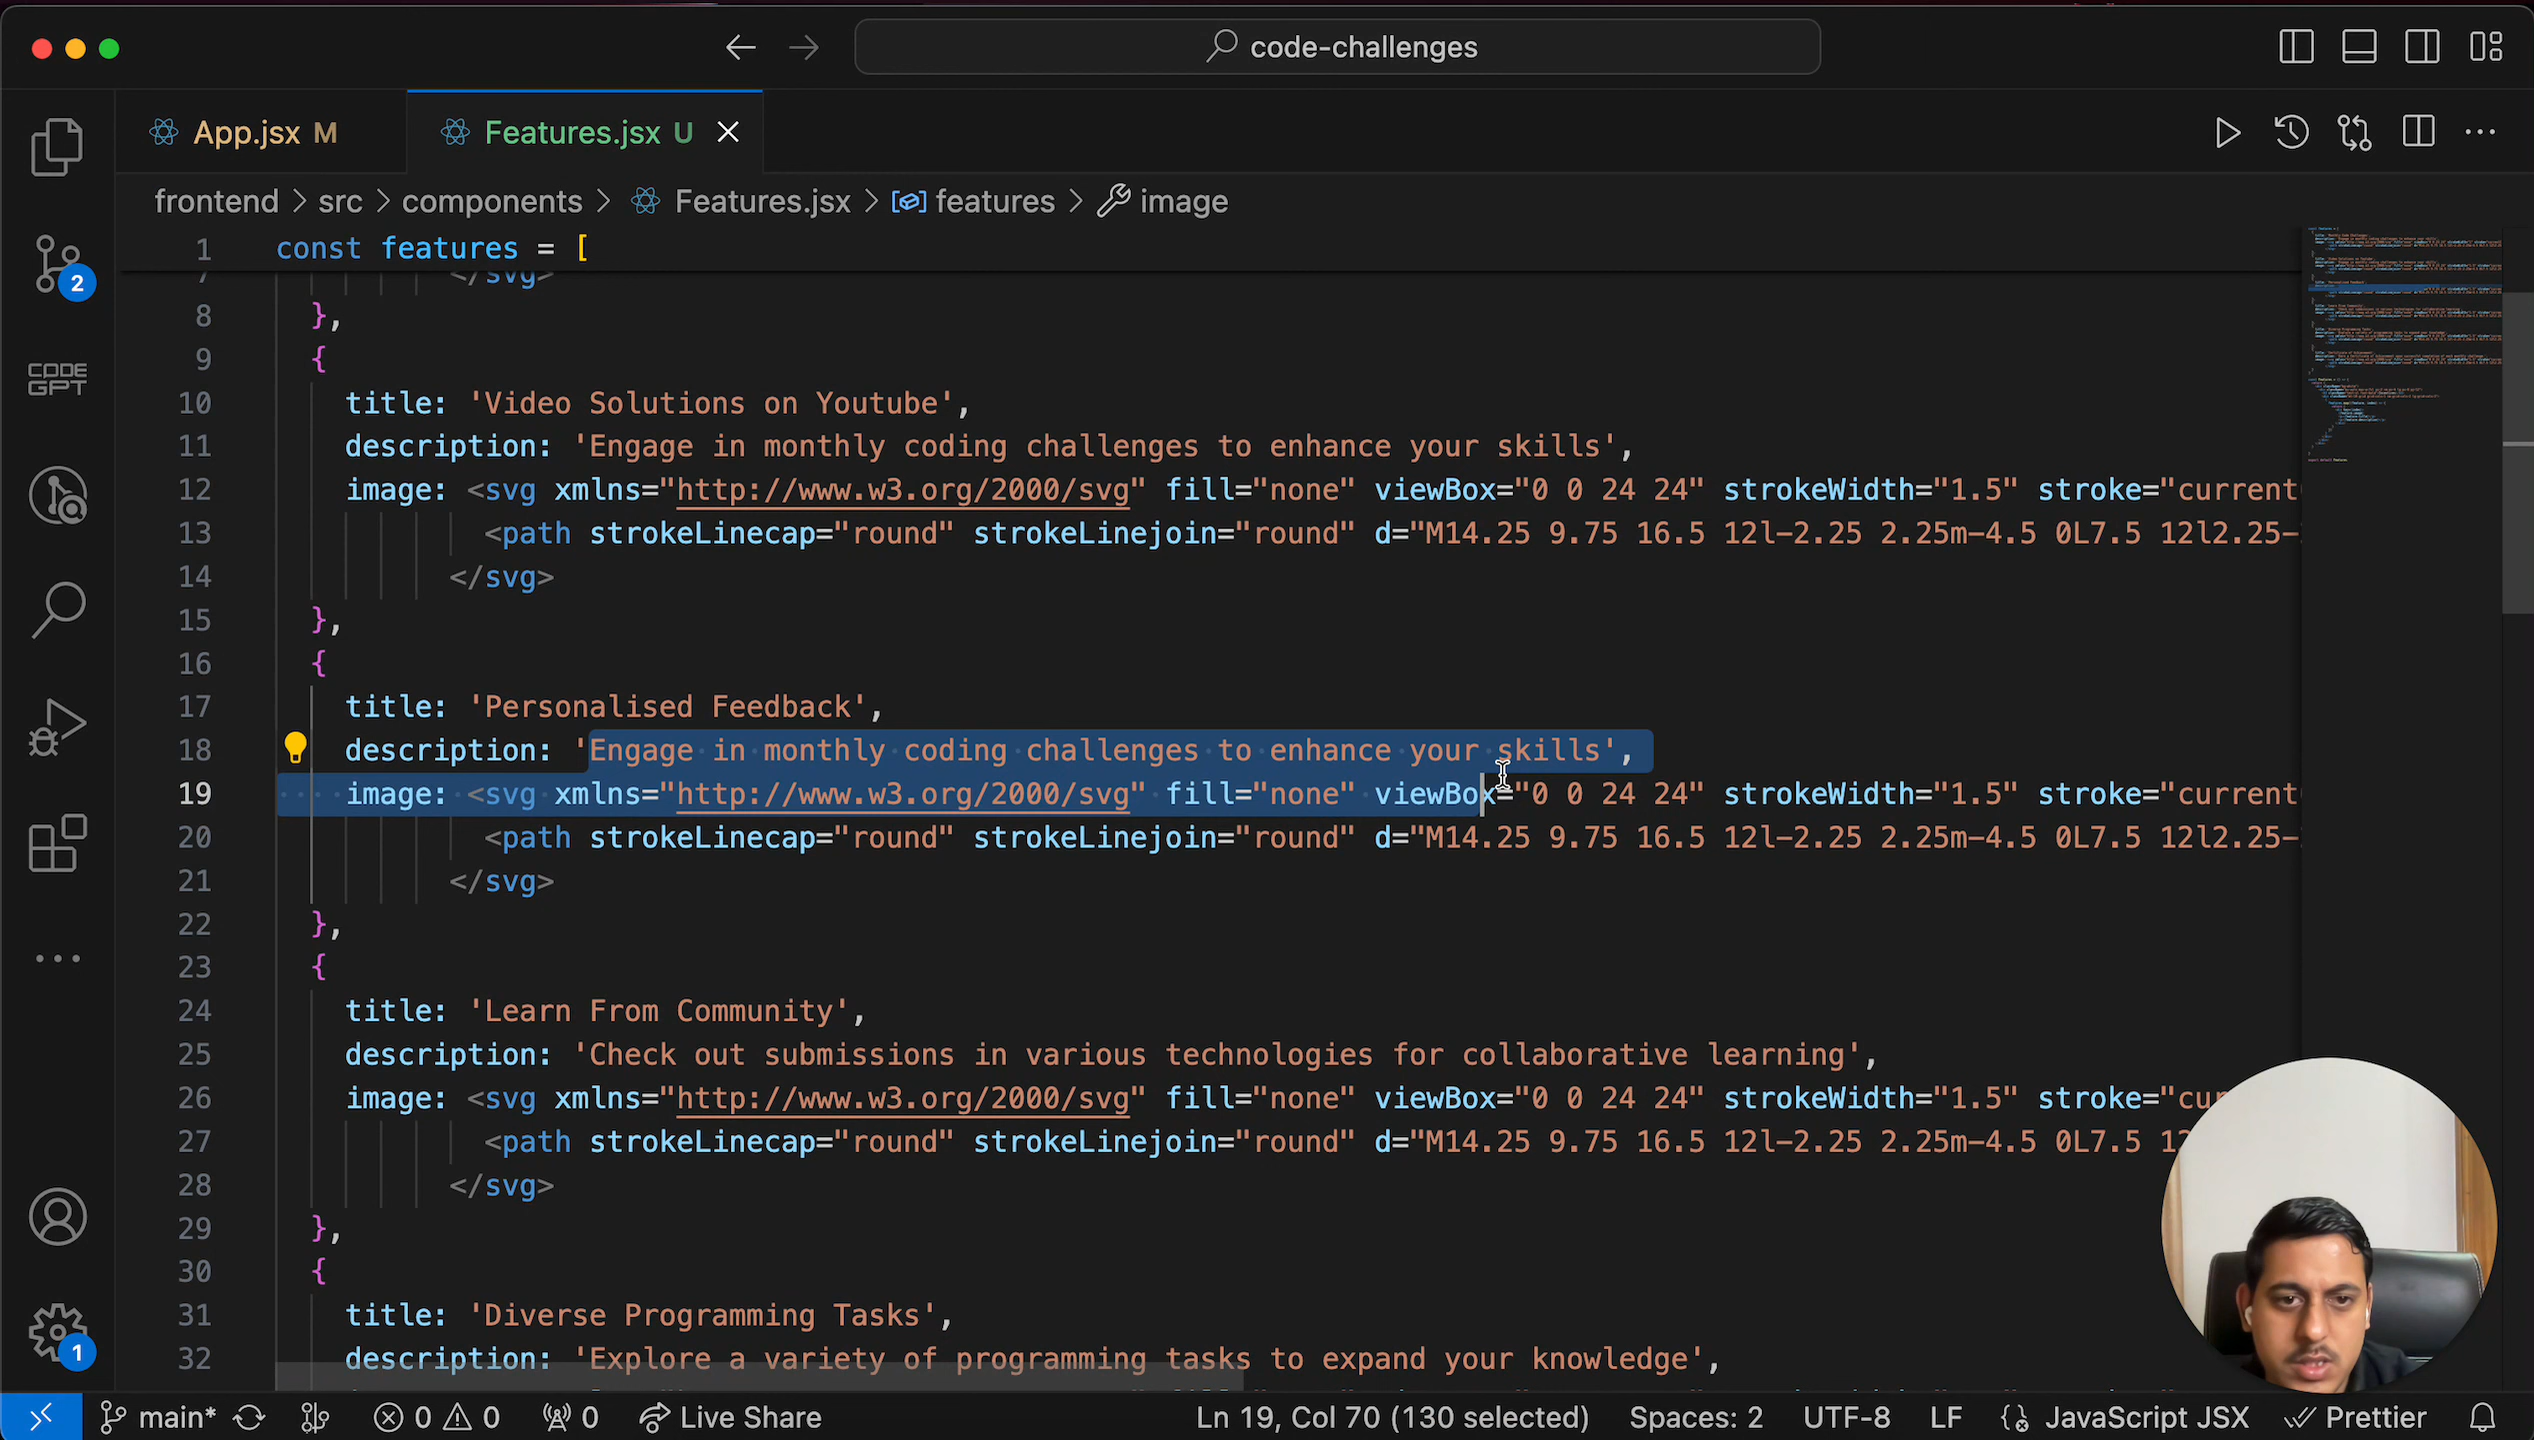 code-challenges
App.jsx M
Features.jsx U
frontend > src > components > Features.jsx > features > image
2
CODE
GPT
1
1 const features = [
7 </svg>
8 },
9 {
10 title: 'Video Solutions on Youtube',
11 description: 'Engage in monthly coding challenges to enhance your skills',
12 image: <svg xmlns="http://www.w3.org/2000/svg" fill="none" viewBox="0 0 24 24" strokeWidth="1.5" stroke="current
13 <path strokeLinecap="round" strokeLinejoin="round" d="M14.25 9.75 16.5 12l-2.25 2.25m-4.5 0L7.5 12l2.25-
14 </svg>
15 },
16 {
17 title: 'Personalised Feedback',
18 description: 'Engage in monthly coding challenges to enhance your skills',
19 image: <svg xmlns="http://www.w3.org/2000/svg" fill="none" viewBox="0 0 24 24" strokeWidth="1.5" stroke="current
20 <path strokeLinecap="round" strokeLinejoin="round" d="M14.25 9.75 16.5 12l-2.25 2.25m-4.5 0L7.5 12l2.25-
21 </svg>
22 },
23 {
24 title: 'Learn From Community',
25 description: 'Check out submissions in various technologies for collaborative learning',
26 image: <svg xmlns="http://www.w3.org/2000/svg" fill="none" viewBox="0 0 24 24" strokeWidth="1.5" stroke="cu
27 <path strokeLinecap="round" strokeLinejoin="round" d="M14.25 9.75 16.5 12l-2.25 2.25m-4.5 0L7.5 12
28 </svg>
29 },
30 {
31 title: 'Diverse Programming Tasks',
32 description: 'Explore a variety of programming tasks to expand your knowledge',
main* 0 0 0 Live Share Ln 19, Col 70 (130 selected) Spaces: 2 UTF-8 LF JavaScript JSX Prettier